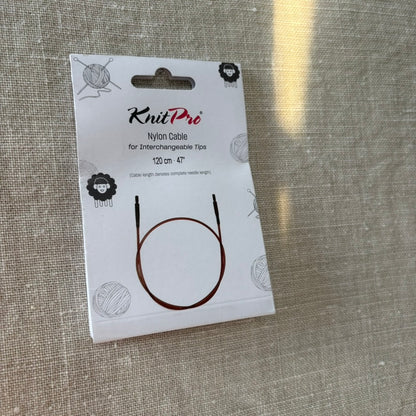 KnitPro®
Nylon Cable
for Interchangeable Tips
120 cm · 47"
(Cable length denotes complete needle length)